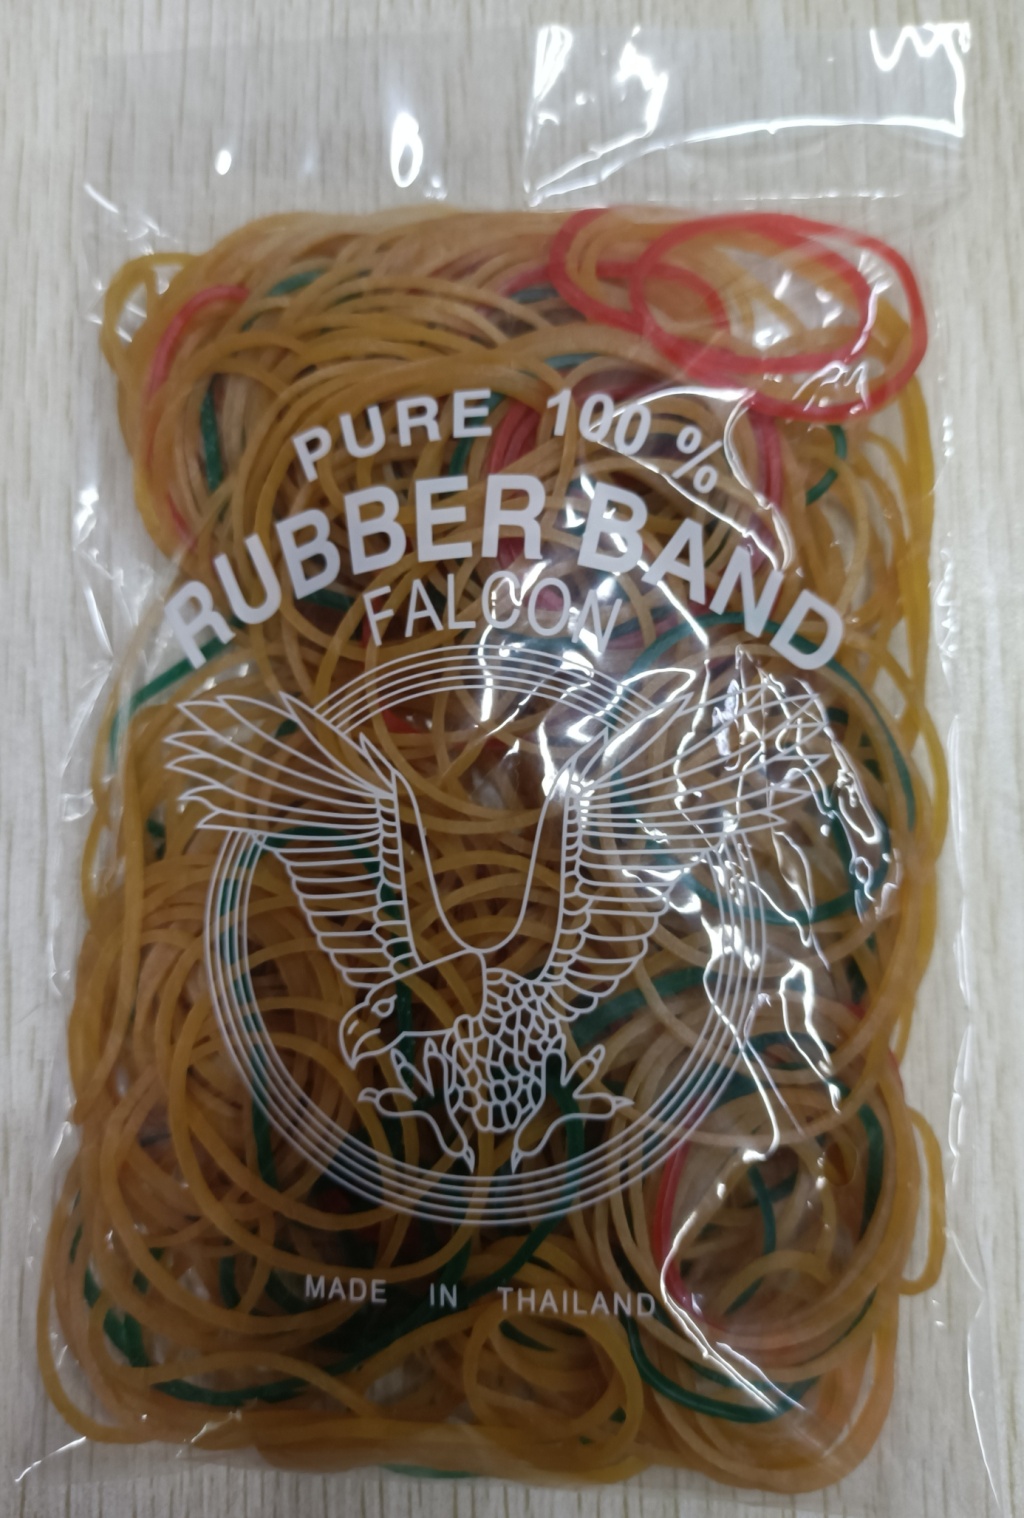 PURE 100 %
RUBBER BAND
FALCON
MADE IN THAILAND